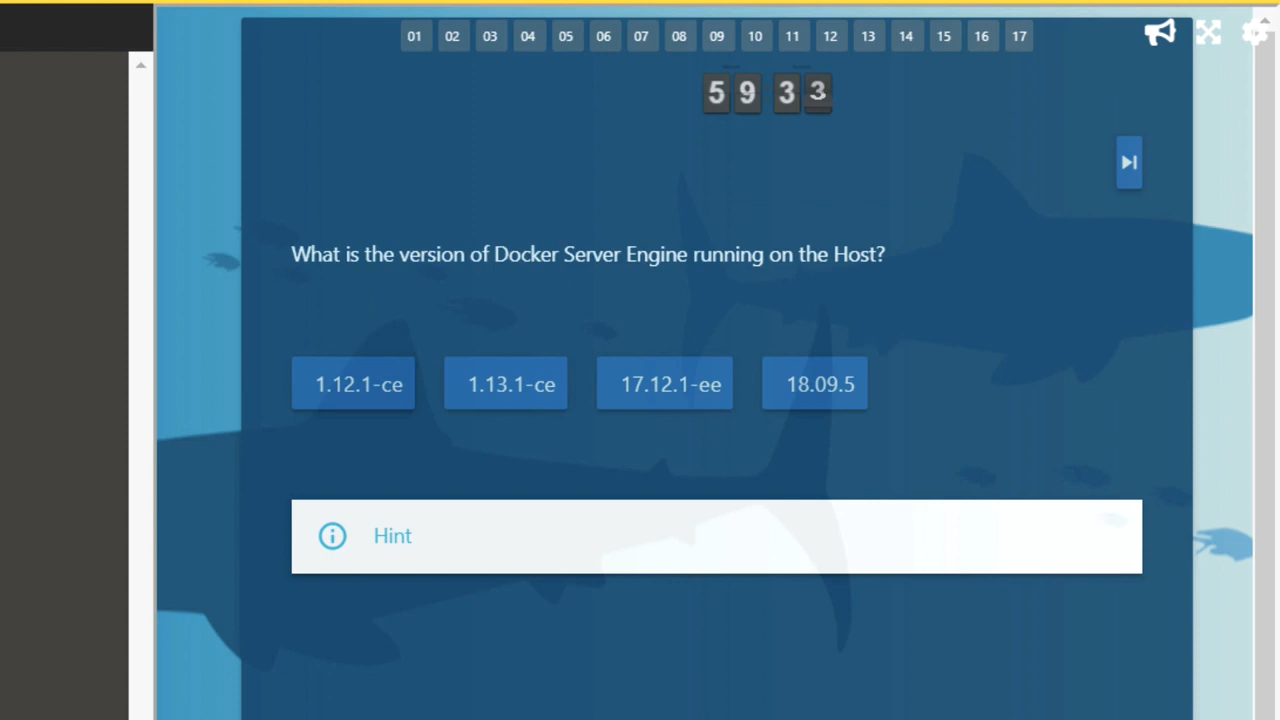 01 02 03 04 05 06 07 08 09 10 11 12 13 14 15 16 17
59 33
What is the version of Docker Server Engine running on the Host?
1.12.1-ce 1.13.1-ce 17.12.1-ee 18.09.5
Hint